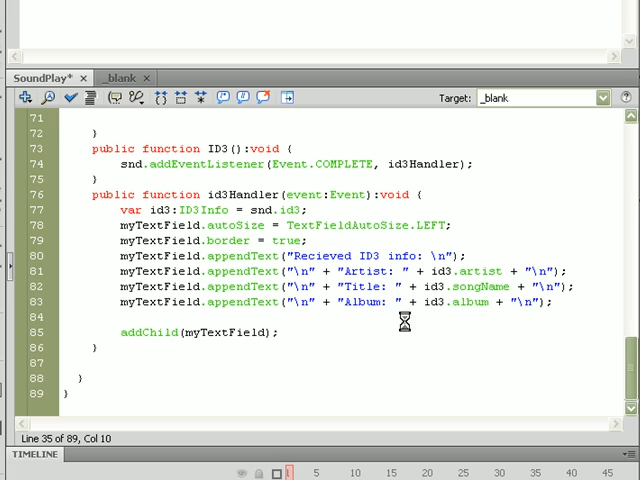 SoundPlay* × _blank ×
Target: _blank
71
72 }
73 public function ID3():void {
74 snd.addEventListener(Event.COMPLETE, id3Handler);
75 }
76 public function id3Handler(event:Event):void {
77 var id3:ID3Info = snd.id3;
78 myTextField.autoSize = TextFieldAutoSize.LEFT;
79 myTextField.border = true;
80 myTextField.appendText("Recieved ID3 info: \n");
81 myTextField.appendText("\n" + "Artist: " + id3.artist + "\n");
82 myTextField.appendText("\n" + "Title: " + id3.songName + "\n");
83 myTextField.appendText("\n" + "Album: " + id3.album + "\n");
84
85 addChild(myTextField);
86 }
87
88 }
89 }
Line 35 of 89, Col 10
TIMELINE
1 5 10 15 20 25 30 35 40 45